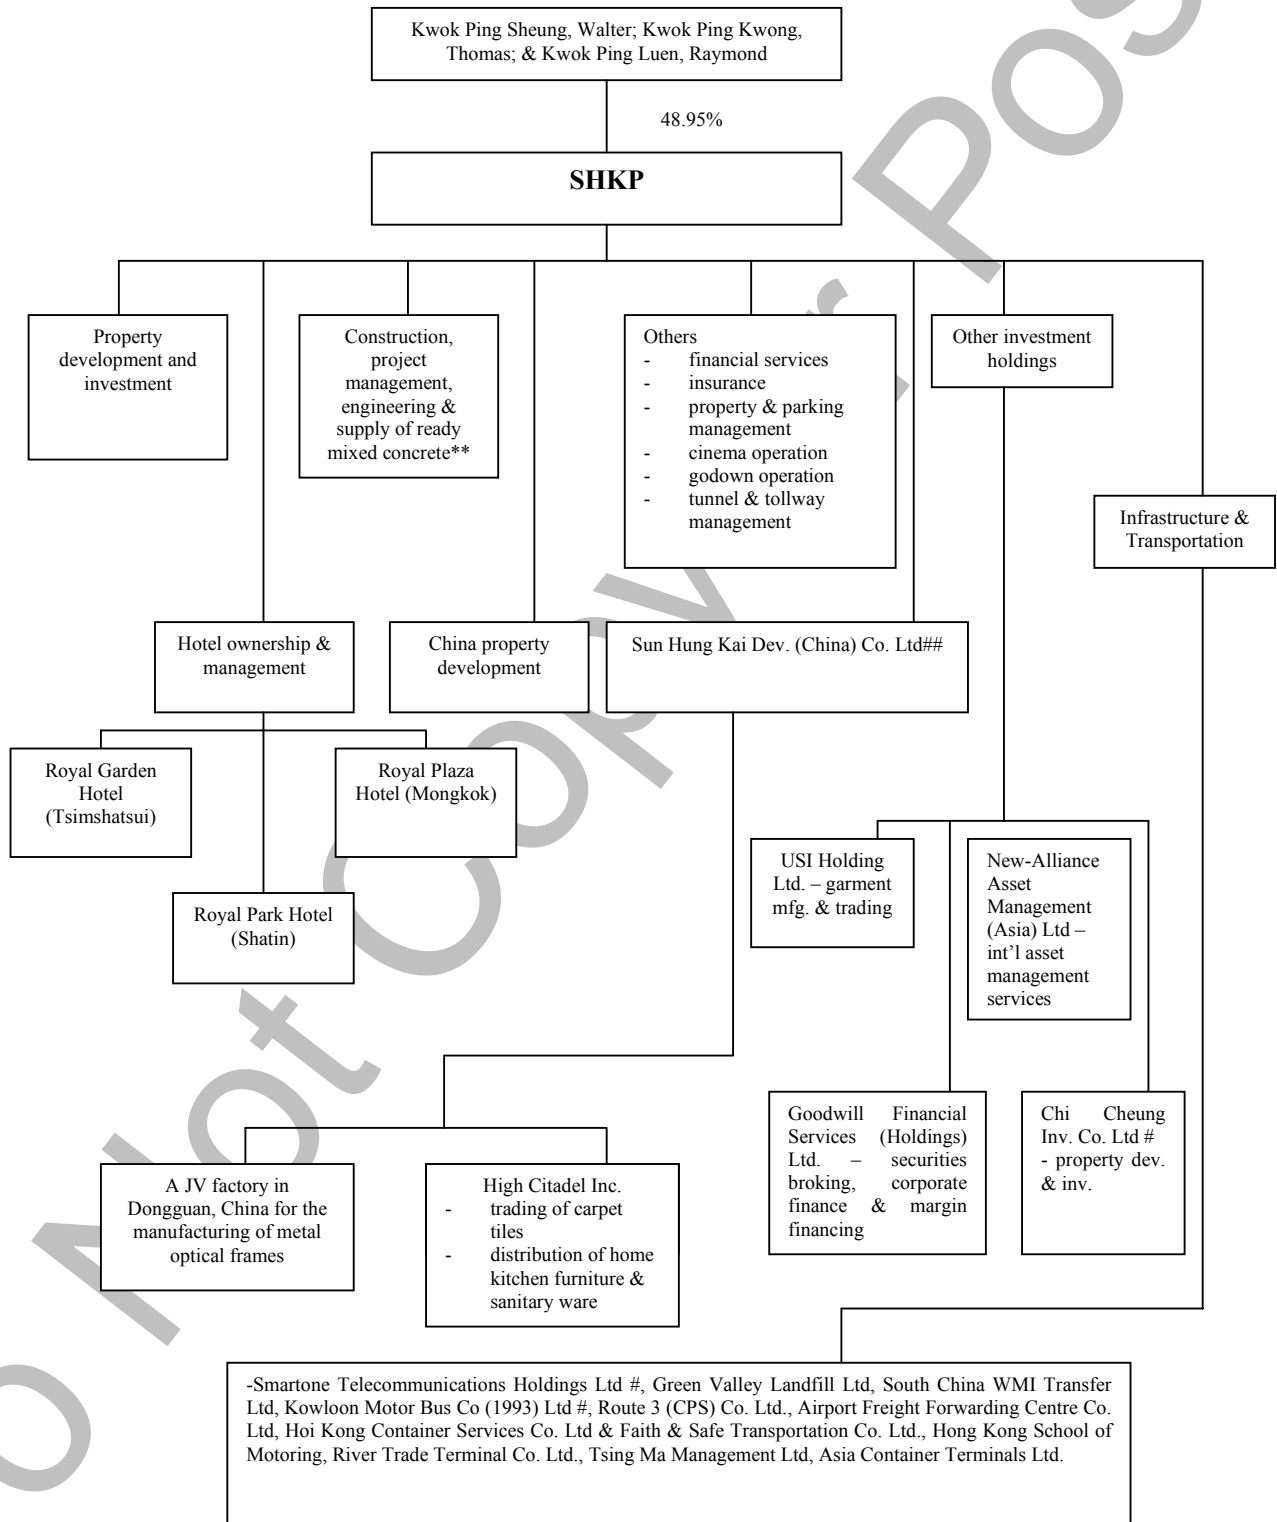 Kwok Ping Sheung, Walter; Kwok Ping Kwong,
Thomas; & Kwok Ping Luen, Raymond
48.95%
SHKP
Property
development and
investment
Construction,
project
management,
engineering &
supply of ready
mixed concrete**
Others
- financial services
- insurance
- property & parking
management
- cinema operation
- godown operation
- tunnel & tollway
management
Other investment
holdings
Infrastructure &
Transportation
Hotel ownership &
management
China property
development
Sun Hung Kai Dev. (China) Co. Ltd##
Royal Garden
Hotel
(Tsimshatsui)
Royal Plaza
Hotel (Mongkok)
Royal Park Hotel
(Shatin)
USI Holding
Ltd. – garment
mfg. & trading
New-Alliance
Asset
Management
(Asia) Ltd –
int’l asset
management
services
Goodwill Financial
Services (Holdings)
Ltd. – securities
broking, corporate
finance & margin
financing
Chi Cheung
Inv. Co. Ltd #
- property dev.
& inv.
A JV factory in
Dongguan, China for the
manufacturing of metal
optical frames
High Citadel Inc.
- trading of carpet
tiles
- distribution of home
kitchen furniture &
sanitary ware
-Smartone Telecommunications Holdings Ltd #, Green Valley Landfill Ltd, South China WMI Transfer
Ltd, Kowloon Motor Bus Co (1993) Ltd #, Route 3 (CPS) Co. Ltd., Airport Freight Forwarding Centre Co.
Ltd, Hoi Kong Container Services Co. Ltd & Faith & Safe Transportation Co. Ltd., Hong Kong School of
Motoring, River Trade Terminal Co. Ltd., Tsing Ma Management Ltd, Asia Container Terminals Ltd.
o Not Copy or Pos